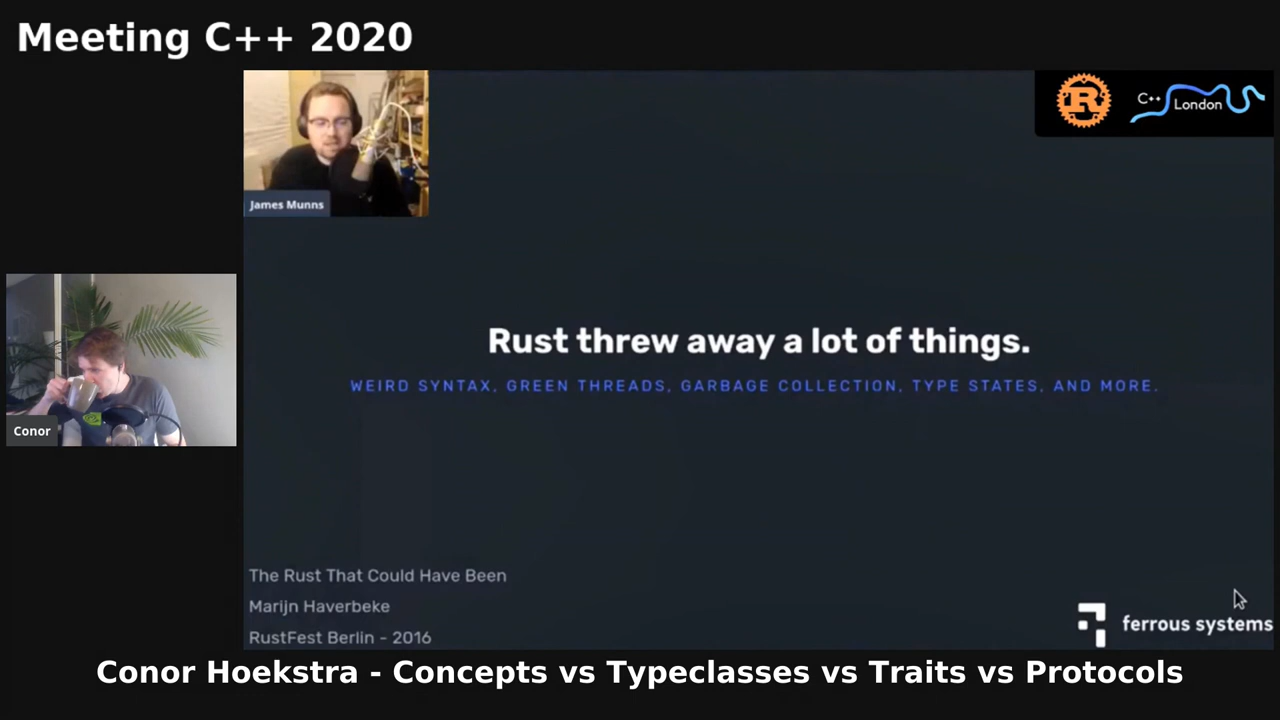 Meeting C++ 2020
R
C++
London
James Munns
Rust threw away a lot of things.
WEIRD SYNTAX, GREEN THREADS, GARBAGE COLLECTION, TYPE STATES, AND MORE.
Conor
The Rust That Could Have Been
Marijn Haverbeke
RustFest Berlin - 2016
ferrous systems
Conor Hoekstra - Concepts vs Typeclasses vs Traits vs Protocols